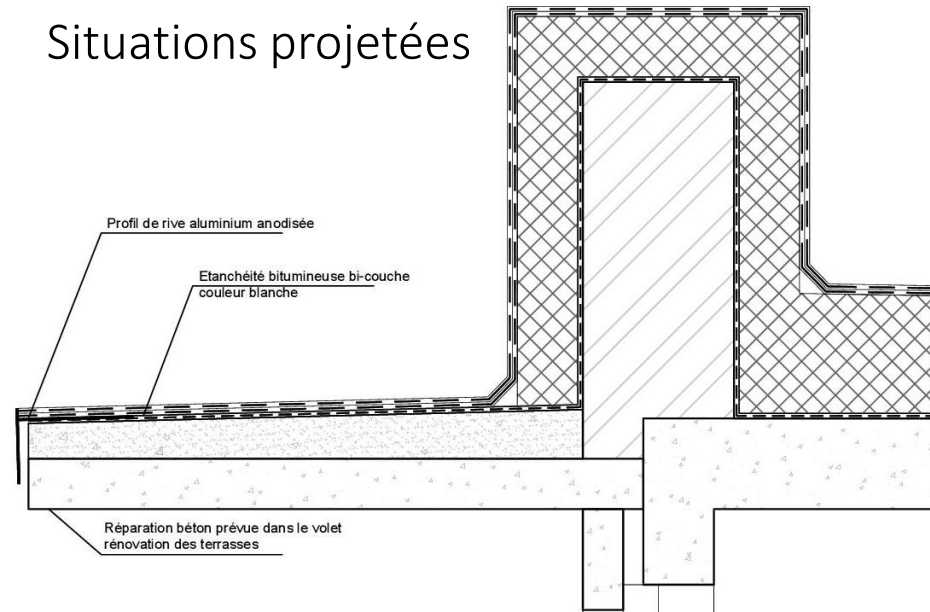 Situations projetées
Profil de rive aluminium anodisée
Etanchéité bitumineuse bi-couche
couleur blanche
Réparation béton prévue dans le volet
rénovation des terrasses